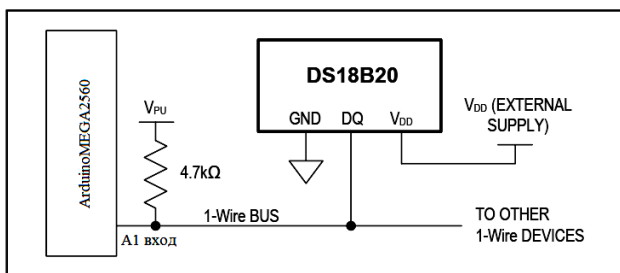 ArduinoMEGA2560
DS18B20
GND DQ VDD
VPU
VDD (EXTERNAL
SUPPLY)
4.7kΩ
1-Wire BUS
A1 вход
TO OTHER
1-Wire DEVICES